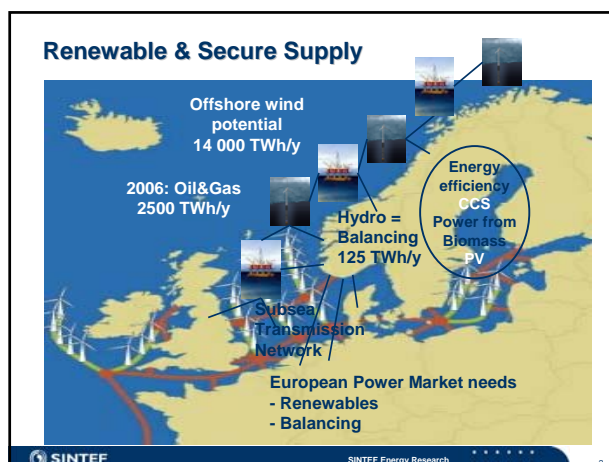 Renewable & Secure Supply
Offshore wind
potential
14 000 TWh/y
2006: Oil&Gas
2500 TWh/y
Hydro =
Balancing
125 TWh/y
Energy
efficiency
CCS
Power from
Biomass
PV
Subsea
Transmission
Network
European Power Market needs
- Renewables
- Balancing
SINTEF
SINTEF Energy Research